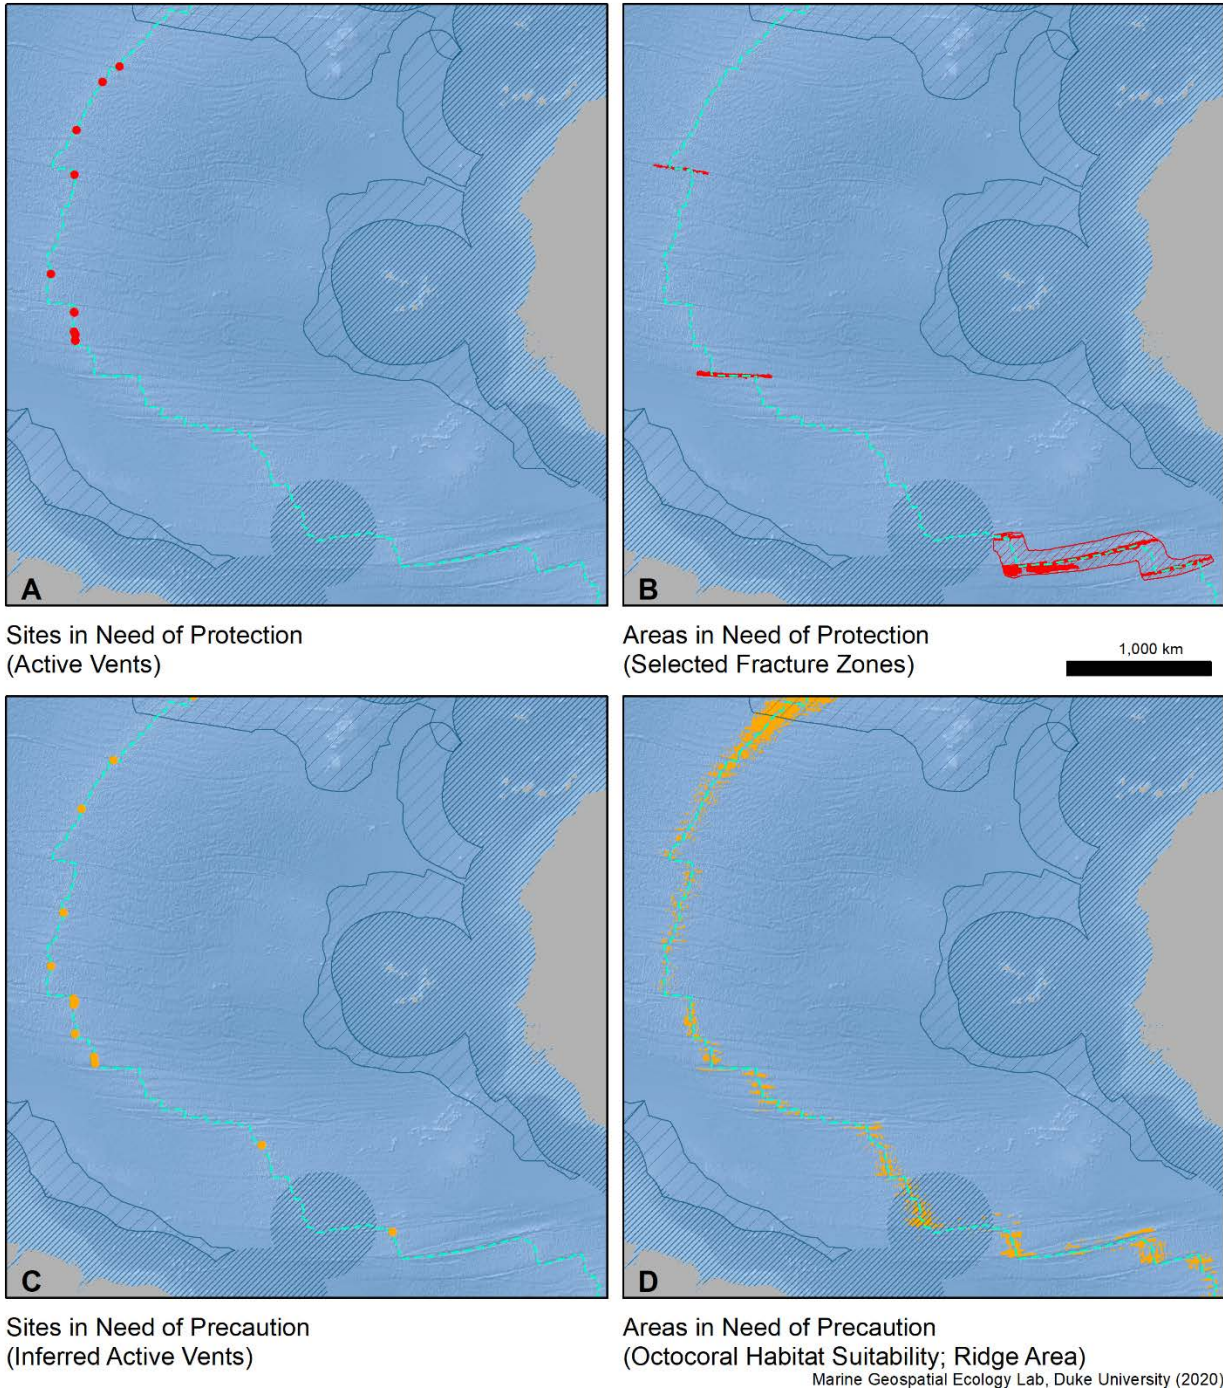 A
B
Sites in Need of Protection
(Active Vents)
Areas in Need of Protection
(Selected Fracture Zones)
1,000 km
C
D
Sites in Need of Precaution
(Inferred Active Vents)
Areas in Need of Precaution
(Octocoral Habitat Suitability; Ridge Area)
Marine Geospatial Ecology Lab, Duke University (2020)